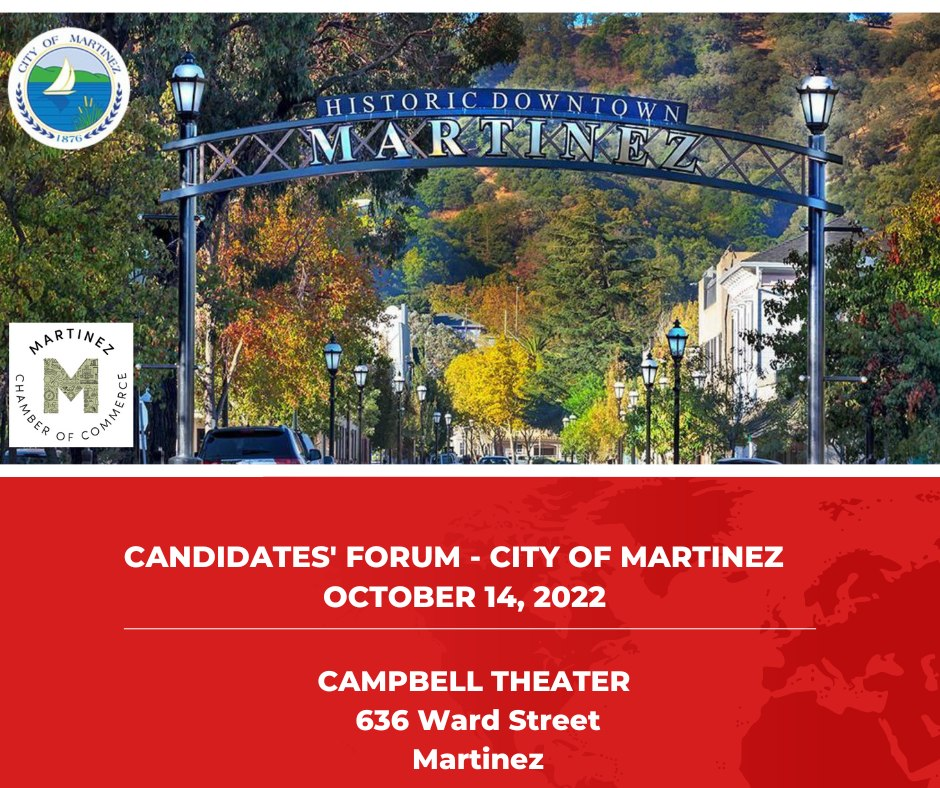 CITY OF MARTINEZ
1876
HISTORIC DOWNTOWN
MARTINEZ
MARTINEZ
M
CHAMBER OF COMMERCE
CANDIDATES' FORUM - CITY OF MARTINEZ
OCTOBER 14, 2022
CAMPBELL THEATER
636 Ward Street
Martinez